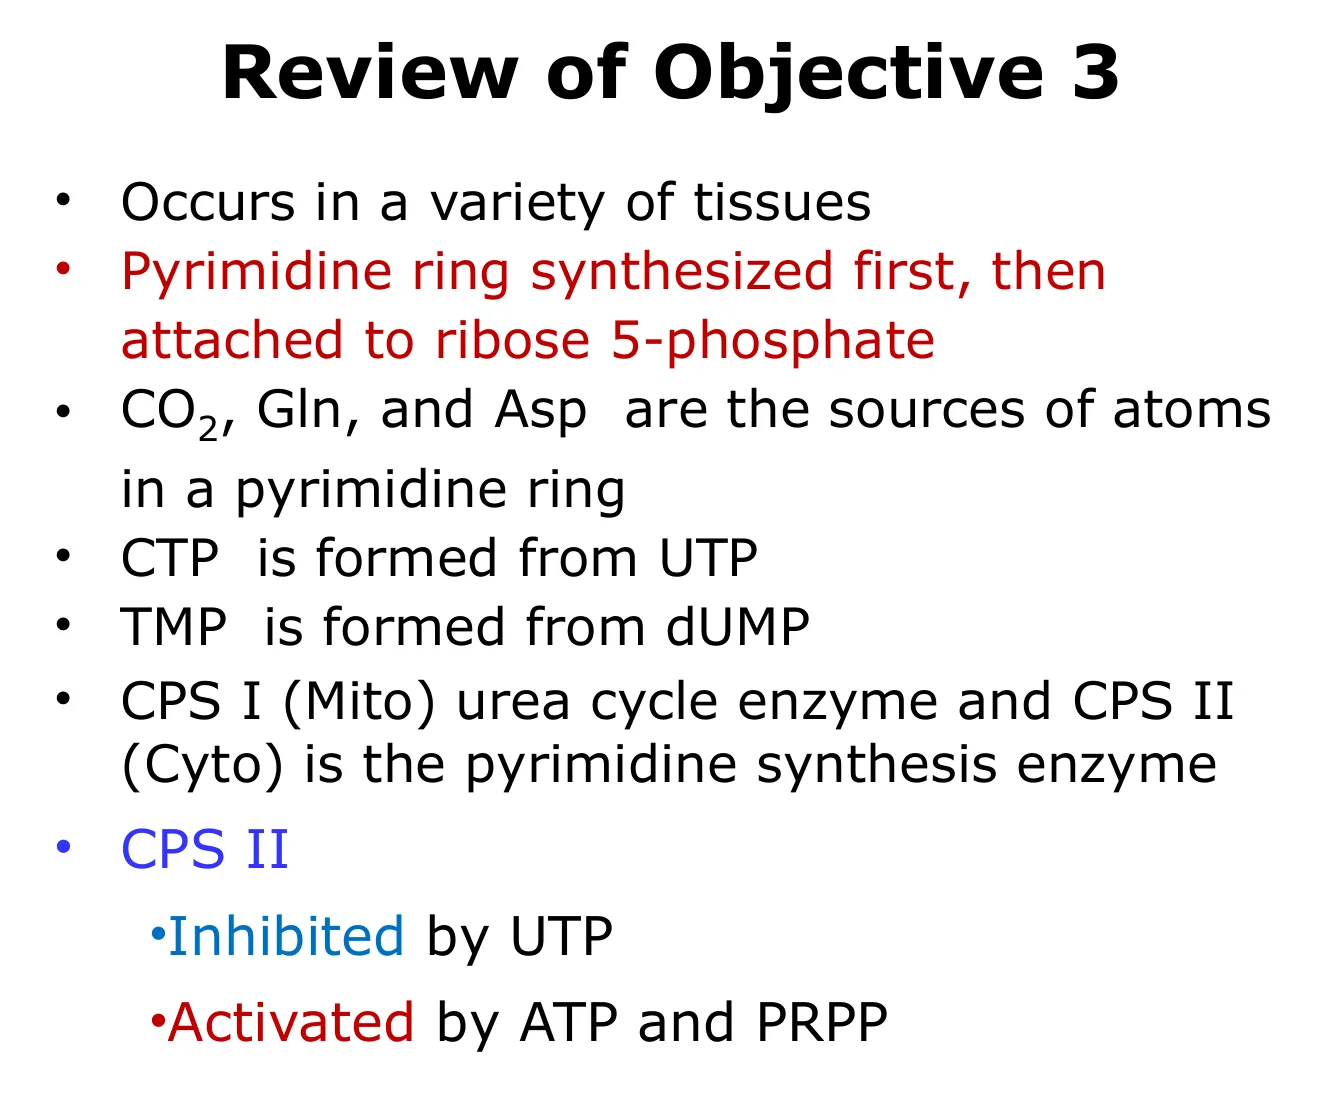 Review of Objective 3
• Occurs in a variety of tissues
• Pyrimidine ring synthesized first, then
attached to ribose 5-phosphate
• CO₂, Gln, and Asp  are the sources of atoms
in a pyrimidine ring
• CTP  is formed from UTP
• TMP  is formed from dUMP
• CPS I (Mito) urea cycle enzyme and CPS II
(Cyto) is the pyrimidine synthesis enzyme
• CPS II
•Inhibited by UTP
•Activated by ATP and PRPP